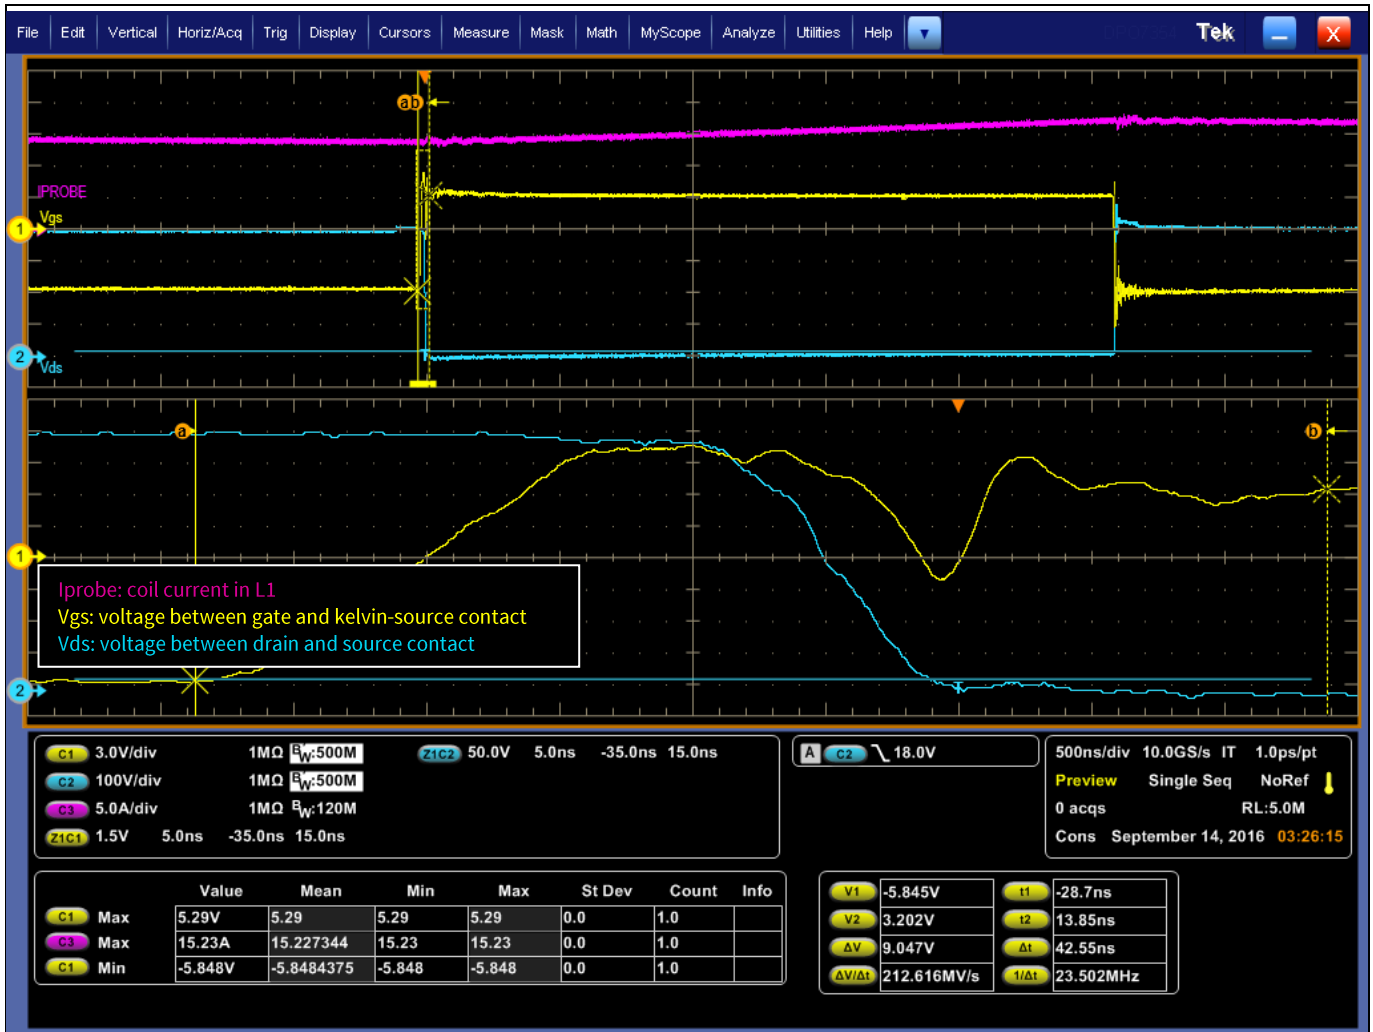 File Edit Vertical Horiz/Acq Trig Display Cursors Measure Mask Math MyScope Analyze Utilities Help Tek X
a b
IPROBE
Vgs
1
2
Vds
a b
1
Iprobe: coil current in L1
Vgs: voltage between gate and kelvin-source contact
Vds: voltage between drain and source contact
2
C1 3.0V/div 1MΩ BW:500M Z1C2 50.0V 5.0ns -35.0ns 15.0ns
C2 100V/div 1MΩ BW:500M
C3 5.0A/div 1MΩ BW:120M
Z1C1 1.5V 5.0ns -35.0ns 15.0ns
A C2 18.0V
500ns/div 10.0GS/s IT 1.0ps/pt
Preview Single Seq NoRef
0 acqs RL:5.0M
Cons September 14, 2016 03:26:15
Value Mean Min Max St Dev Count Info
C1 Max 5.29V 5.29 5.29 5.29 0.0 1.0
C3 Max 15.23A 15.227344 15.23 15.23 0.0 1.0
C1 Min -5.848V -5.8484375 -5.848 -5.848 0.0 1.0
V1 -5.845V t1 -28.7ns
V2 3.202V t2 13.85ns
ΔV 9.047V Δt 42.55ns
ΔV/Δt 212.616MV/s 1/Δt 23.502MHz